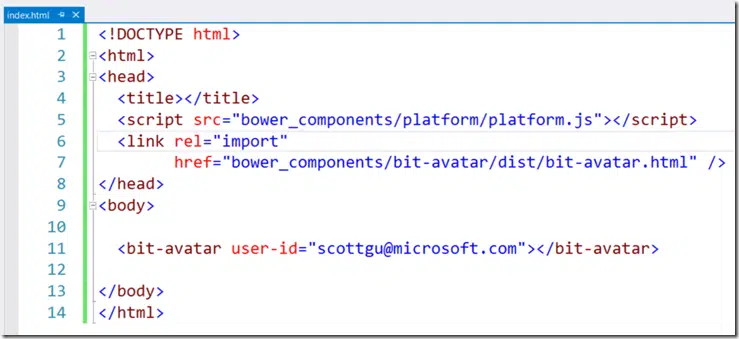 index.html
1 <!DOCTYPE html>
2 <html>
3 <head>
4 <title></title>
5 <script src="bower_components/platform/platform.js"></script>
6 <link rel="import"
7 href="bower_components/bit-avatar/dist/bit-avatar.html" />
8 </head>
9 <body>
10
11 <bit-avatar user-id="scottgu@microsoft.com"></bit-avatar>
12
13 </body>
14 </html>